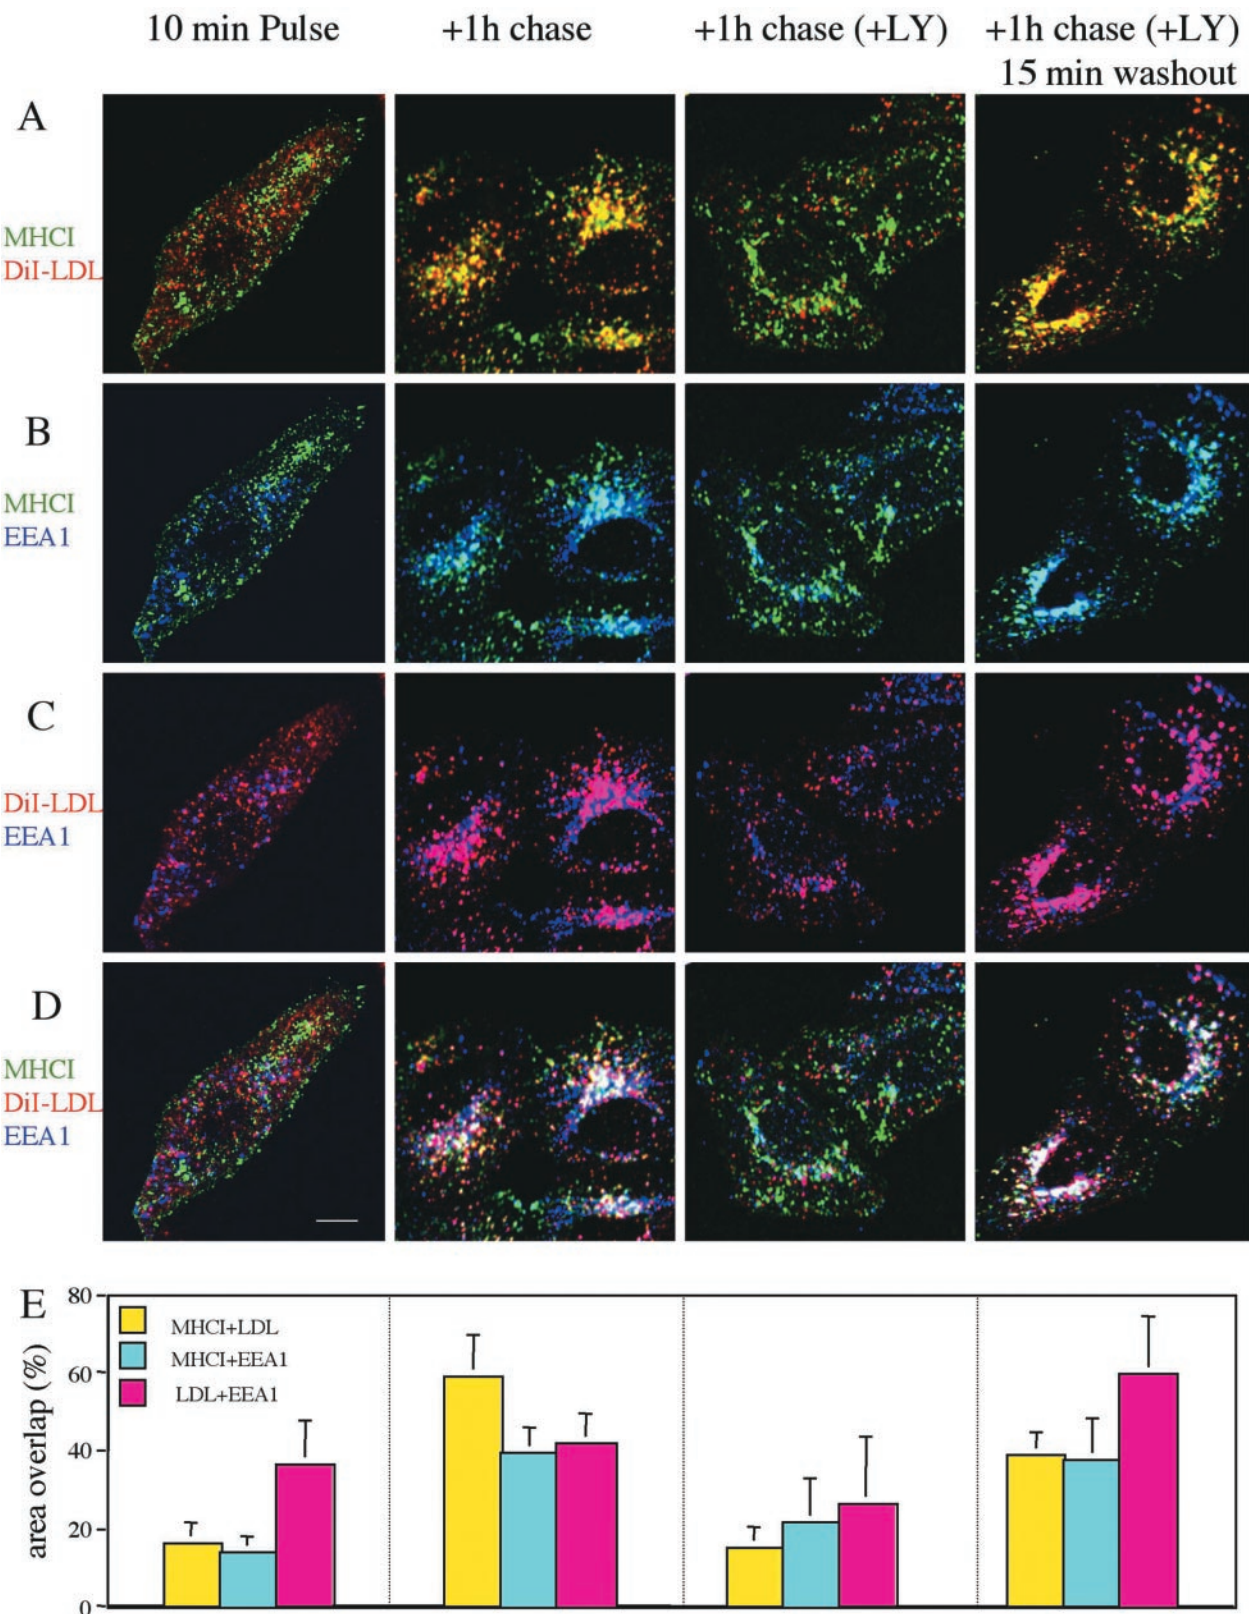 10 min Pulse
+1h chase
+1h chase (+LY)
+1h chase (+LY)
15 min washout
A
MHCI
DiI-LDL
B
MHCI
EEA1
C
DiI-LDL
EEA1
D
MHCI
DiI-LDL
EEA1
E
area overlap (%)
80
60
40
20
0
MHCI+LDL
MHCI+EEA1
LDL+EEA1